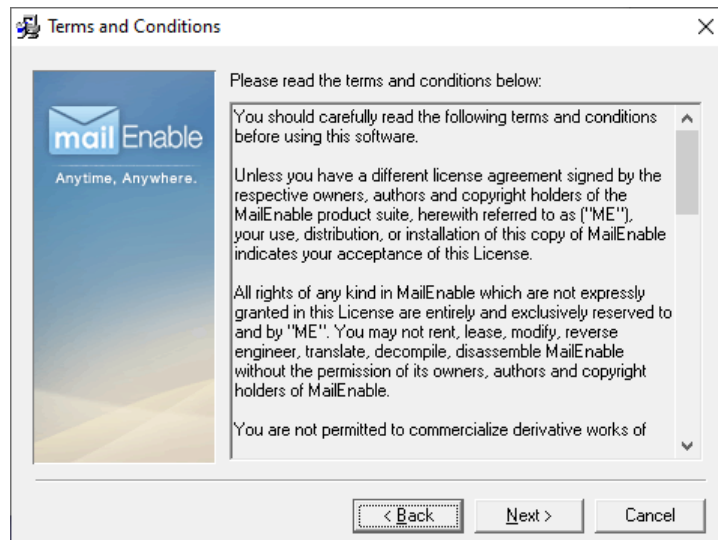 Terms and Conditions
Please read the terms and conditions below:
mail Enable
Anytime, Anywhere.
You should carefully read the following terms and conditions
before using this software.
Unless you have a different license agreement signed by the
respective owners, authors and copyright holders of the
MailEnable product suite, herewith referred to as ("ME"),
your use, distribution, or installation of this copy of MailEnable
indicates your acceptance of this License.
All rights of any kind in MailEnable which are not expressly
granted in this License are entirely and exclusively reserved to
and by "ME". You may not rent, lease, modify, reverse
engineer, translate, decompile, disassemble MailEnable
without the permission of its owners, authors and copyright
holders of MailEnable.
You are not permitted to commercialize derivative works of
< Back
Next >
Cancel